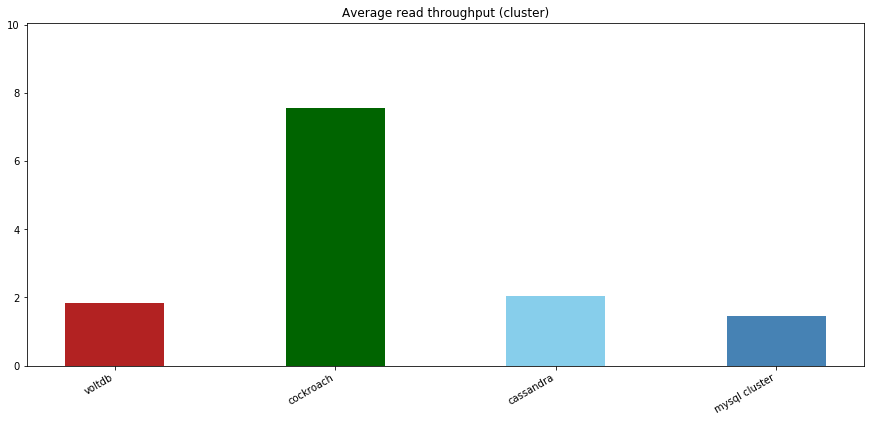 Average read throughput (cluster)
10
8
6
4
2
0
voltdb
cockroach
cassandra
mysql cluster